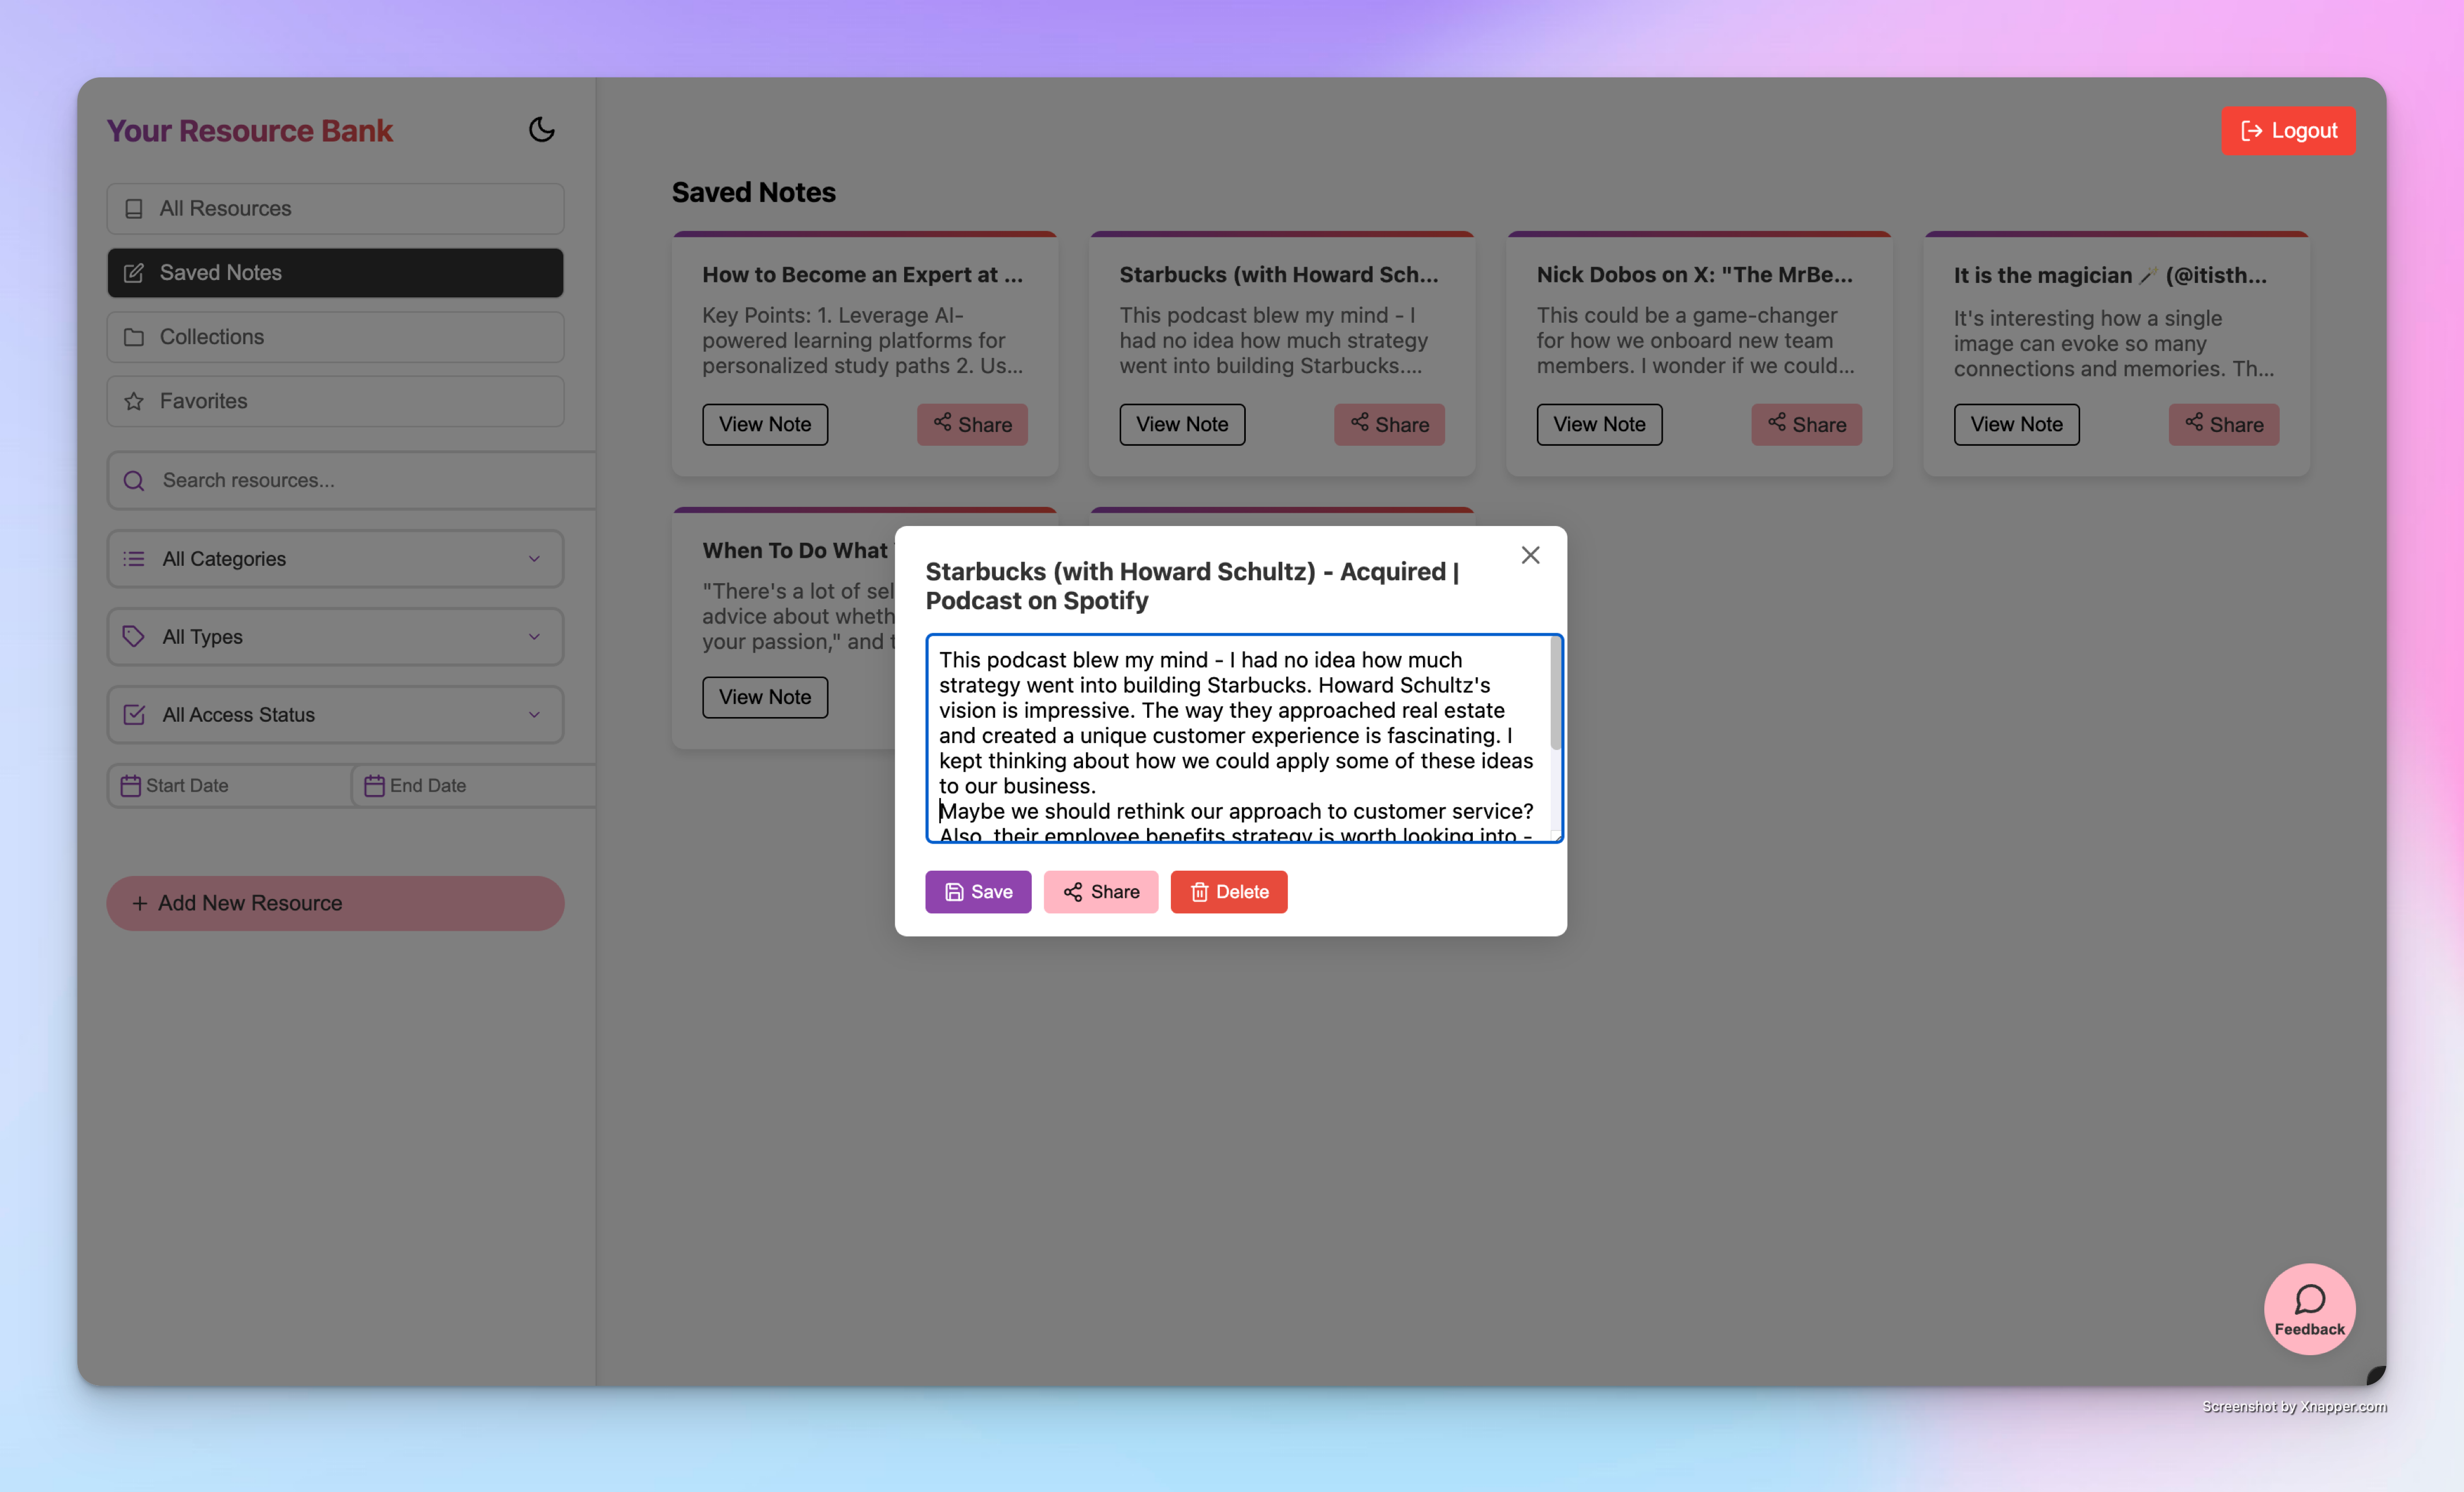 Your Resource Bank
All Resources
Saved Notes
Collections
Favorites
Search resources...
All Categories
All Types
All Access Status
Start Date
End Date
+ Add New Resource
Logout
Saved Notes
How to Become an Expert at ...
Key Points: 1. Leverage AI-
powered learning platforms for
personalized study paths 2. Us...
View Note
Share
Starbucks (with Howard Sch...
This podcast blew my mind - I
had no idea how much strategy
went into building Starbucks....
View Note
Share
Nick Dobos on X: "The MrBe...
This could be a game-changer
for how we onboard new team
members. I wonder if we could...
View Note
Share
It is the magician 🪄 (@itisth...
It's interesting how a single
image can evoke so many
connections and memories. Th...
View Note
Share
When To Do What
"There's a lot of sel
advice about wheth
your passion," and t
View Note
Starbucks (with Howard Schultz) - Acquired |
Podcast on Spotify
This podcast blew my mind - I had no idea how much
strategy went into building Starbucks. Howard Schultz's
vision is impressive. The way they approached real estate
and created a unique customer experience is fascinating. I
kept thinking about how we could apply some of these ideas
to our business.
Maybe we should rethink our approach to customer service?
Also, their employee benefits strategy is worth looking into -
Save
Share
Delete
Feedback
Screenshot by Xnapper.com